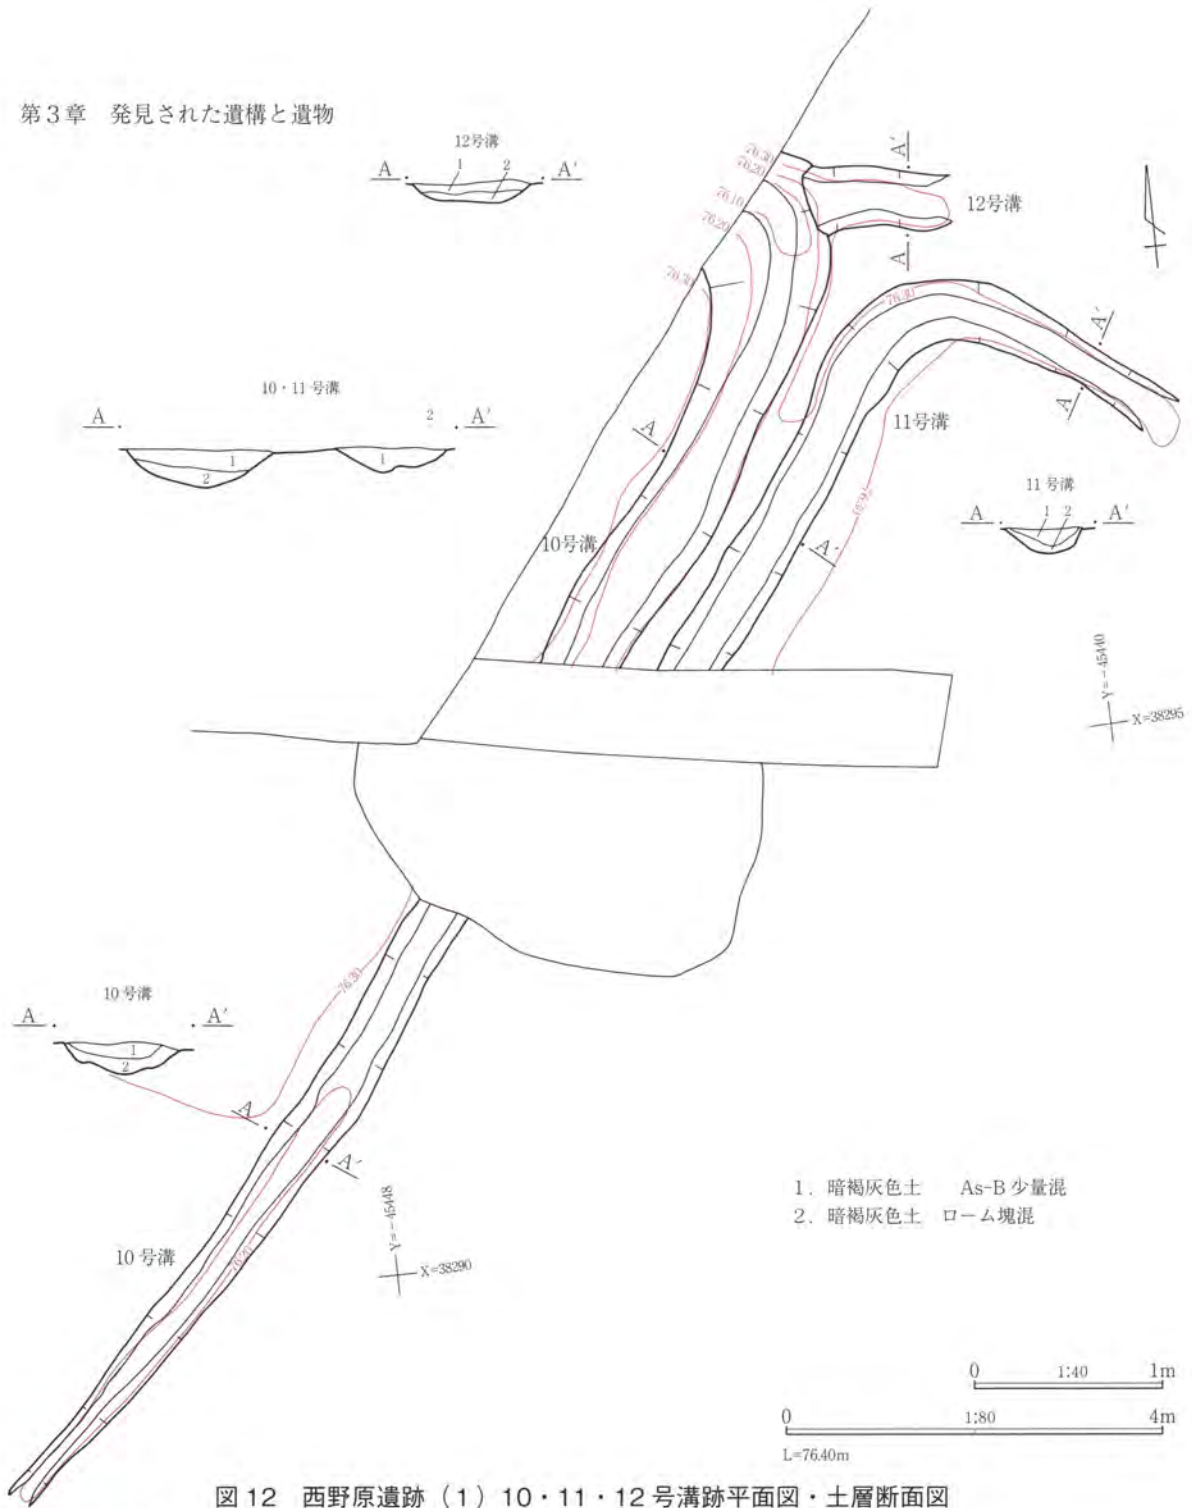 第3章 発見された遺構と遺物
12号溝
1 2
A A′
76.30
76.20
76.10
76.20
76.30
A′
A
12号溝
76.30
A′
A
10・11号溝
A 2 A′
1 1
2
A
11号溝
11号溝
A 1 2 A′
10号溝
A′
Y=-45440
X=38295
76.30
10号溝
A A′
1
2
A
A′
1. 暗褐灰色土 As-B 少量混
2. 暗褐灰色土 ローム塊混
10号溝
76.20
Y=-45448
X=38290
0 1:40 1m
0 1:80 4m
L=76.40m
図12 西野原遺跡(1)10・11・12号溝跡平面図・土層断面図